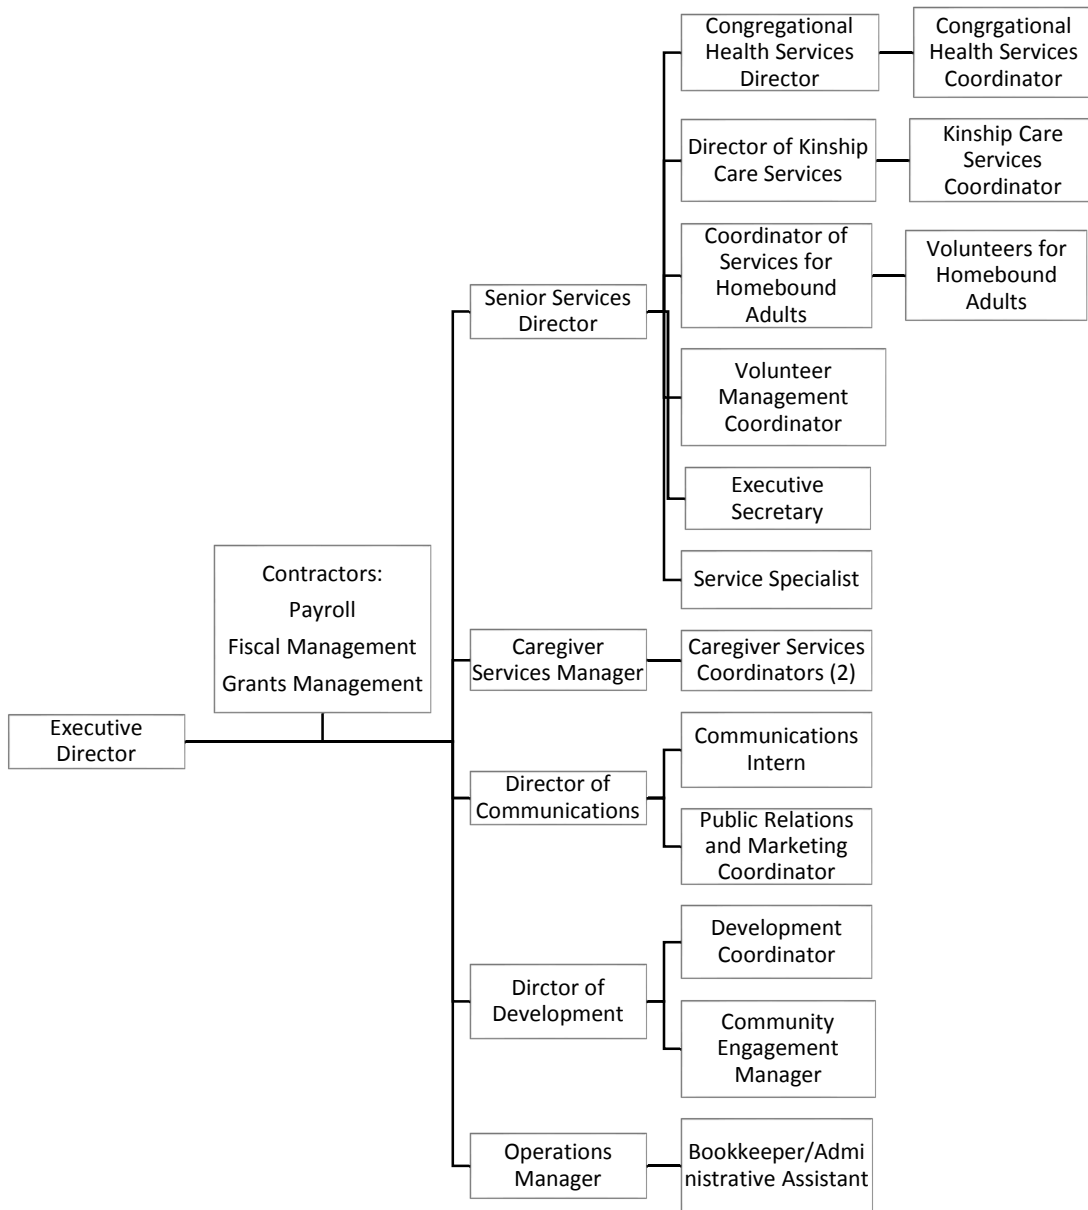 Congregational
Health Services
Director
Congrgational
Health Services
Coordinator
Director of Kinship
Care Services
Kinship Care
Services
Coordinator
Coordinator of
Services for
Homebound
Adults
Volunteers for
Homebound
Adults
Senior Services
Director
Volunteer
Management
Coordinator
Executive
Secretary
Service Specialist
Contractors:
Payroll
Fiscal Management
Grants Management
Caregiver
Services Manager
Caregiver Services
Coordinators (2)
Executive
Director
Communications
Intern
Director of
Communications
Public Relations
and Marketing
Coordinator
Development
Coordinator
Dirctor of
Development
Community
Engagement
Manager
Operations
Manager
Bookkeeper/Admi
nistrative Assistant